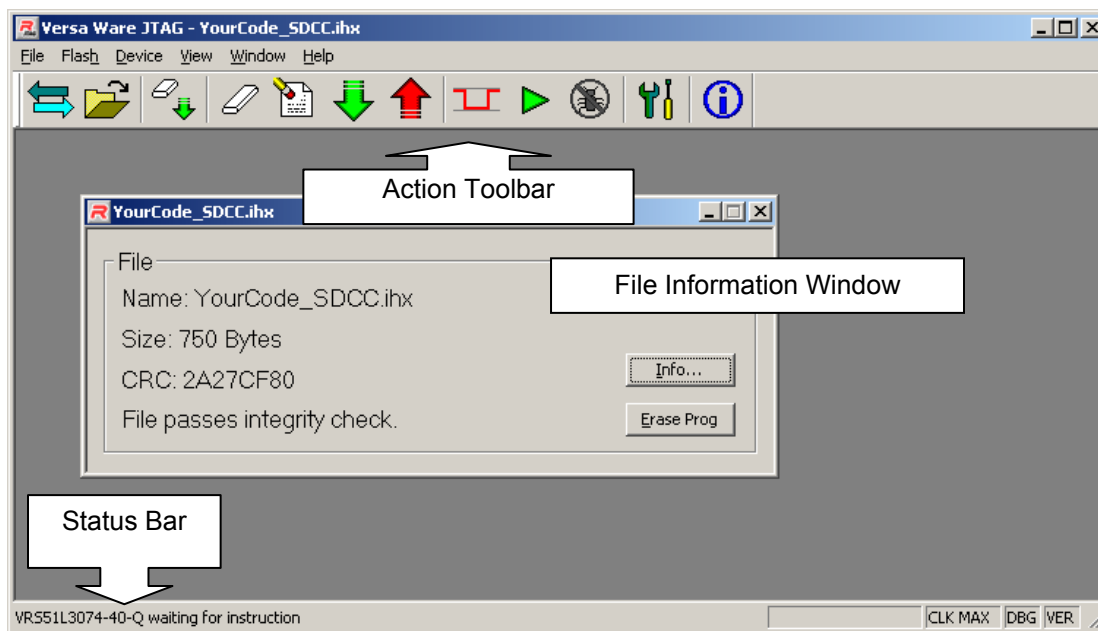 Versa Ware JTAG - YourCode_SDCC.ihx
File Flash Device View Window Help
Action Toolbar
YourCode_SDCC.ihx
File Information Window
File
Name: YourCode_SDCC.ihx
Size: 750 Bytes
CRC: 2A27CF80
File passes integrity check.
Info...
Erase Prog
Status Bar
VRS51L3074-40-Q waiting for instruction
CLK MAX DBG VER